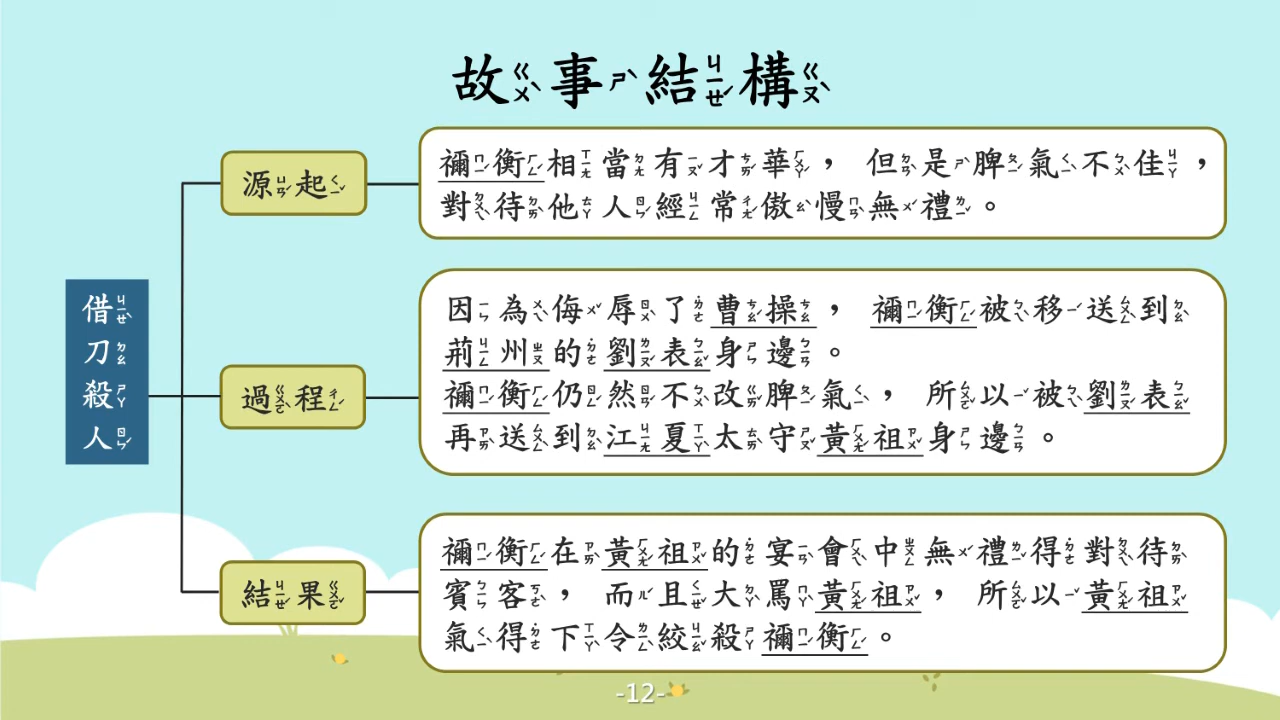 故事結構
源起
禰衡相當有才華，但是脾氣不佳，
對待他人經常傲慢無禮。
借刀殺人
過程
因為侮辱了曹操，禰衡被移送到
荊州的劉表身邊。
禰衡仍然不改脾氣，所以被劉表
再送到江夏太守黃祖身邊。
結果
禰衡在黃祖的宴會中無禮得對待
賓客，而且大罵黃祖，所以黃祖
氣得下令絞殺禰衡。
-12-